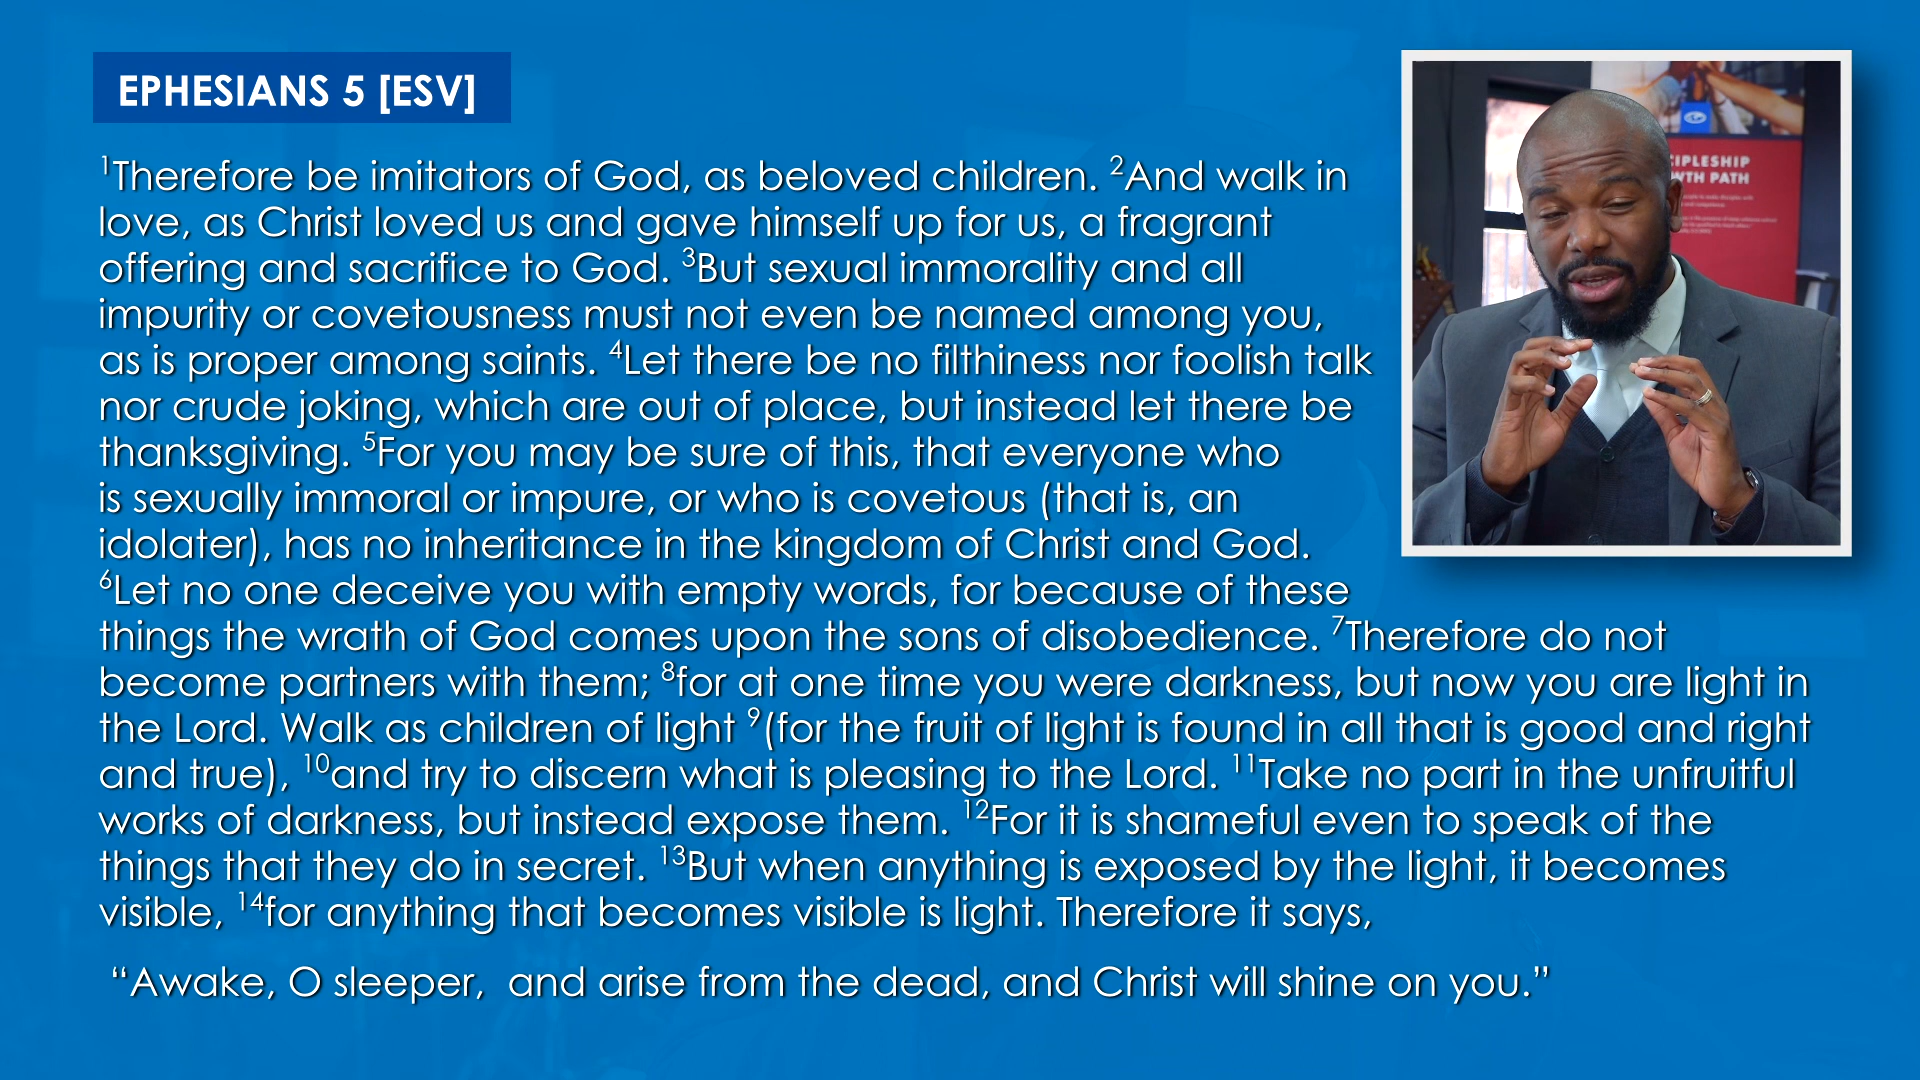 EPHESIANS 5 [ESV]
CIPLESHIP
WTH PATH
1Therefore be imitators of God, as beloved children. 2And walk in
love, as Christ loved us and gave himself up for us, a fragrant
offering and sacrifice to God. 3But sexual immorality and all
impurity or covetousness must not even be named among you,
as is proper among saints. 4Let there be no filthiness nor foolish talk
nor crude joking, which are out of place, but instead let there be
thanksgiving. 5For you may be sure of this, that everyone who
is sexually immoral or impure, or who is covetous (that is, an
idolater), has no inheritance in the kingdom of Christ and God.
6Let no one deceive you with empty words, for because of these
things the wrath of God comes upon the sons of disobedience. 7Therefore do not
become partners with them; 8for at one time you were darkness, but now you are light in
the Lord. Walk as children of light 9(for the fruit of light is found in all that is good and right
and true), 10and try to discern what is pleasing to the Lord. 11Take no part in the unfruitful
works of darkness, but instead expose them. 12For it is shameful even to speak of the
things that they do in secret. 13But when anything is exposed by the light, it becomes
visible, 14for anything that becomes visible is light. Therefore it says,
“Awake, O sleeper,  and arise from the dead, and Christ will shine on you.”